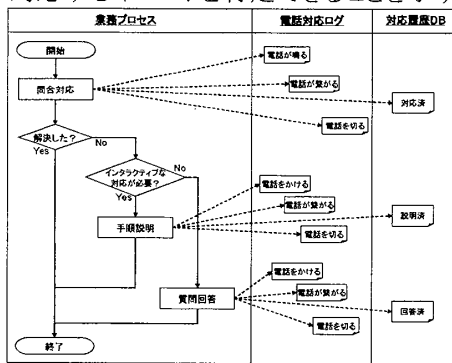 業務プロセス
電話対応ログ
対応履歴DB
開始
電話が鳴る
問合対応
電話が繋がる
対応済
電話を切る
解決した？
Yes
No
インタラクティブな
対応が必要？
No
Yes
電話をかける
電話が繋がる
説明済
手順説明
電話を切る
電話をかける
質問回答
電話が繋がる
回答済
電話を切る
終了